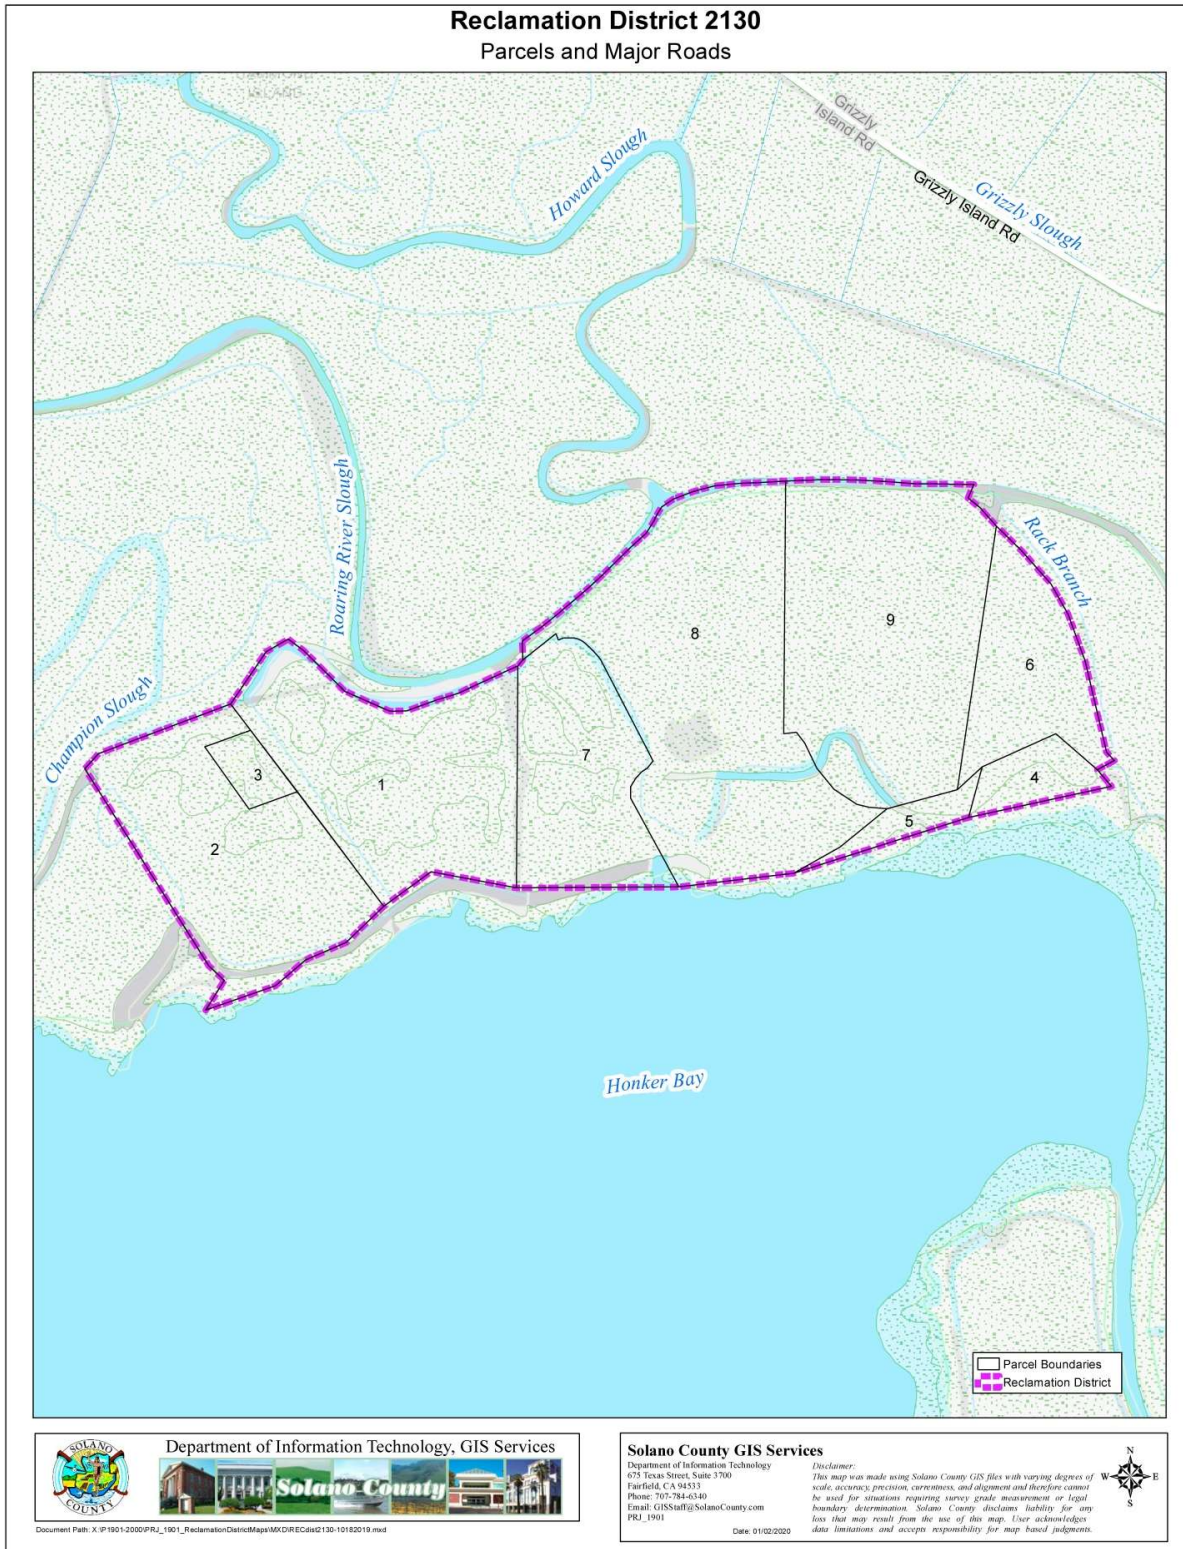 Reclamation District 2130
Parcels and Major Roads
Grizzly
Island Rd
Howard Slough
Grizzly Slough
Grizzly Island Rd
Roaring River Slough
Rack Branch
8
9
6
Champion Slough
7
3
1
4
5
2
Honker Bay
Parcel Boundaries
Reclamation District
SOLANO
COUNTY
Department of Information Technology, GIS Services
Solano County
Document Path: X:\P1901-2000\PRJ_1901_ReclamationDistrictMaps\MXD\RECdist2130-10182019.mxd
Solano County GIS Services
Department of Information Technology
675 Texas Street, Suite 3700
Fairfield, CA 94533
Phone: 707-784-6340
Email: GISStaff@SolanoCounty.com
PRJ_1901
Date: 01/02/2020
Disclaimer:
This map was made using Solano County GIS files with varying degrees of
scale, accuracy, precision, currentness, and alignment and therefore cannot
be used for situations requiring survey grade measurement or legal
boundary determination. Solano County disclaims liability for any
loss that may result from the use of this map. User acknowledges
data limitations and accepts responsibility for map based judgments.
N
W
E
S